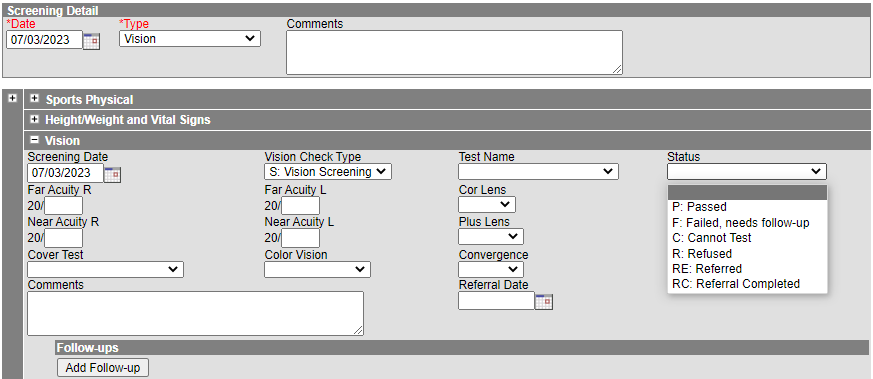 Screening Detail
*Date *Type Comments
07/03/2023 Vision
Sports Physical
Height/Weight and Vital Signs
Vision
Screening Date Vision Check Type Test Name Status
07/03/2023 S: Vision Screening
Far Acuity R Far Acuity L Cor Lens
20/ 20/
P: Passed
Near Acuity R Near Acuity L Plus Lens
F: Failed, needs follow-up
20/ 20/
C: Cannot Test
Cover Test Color Vision Convergence
R: Refused
RE: Referred
Comments Referral Date
RC: Referral Completed
Follow-ups
Add Follow-up